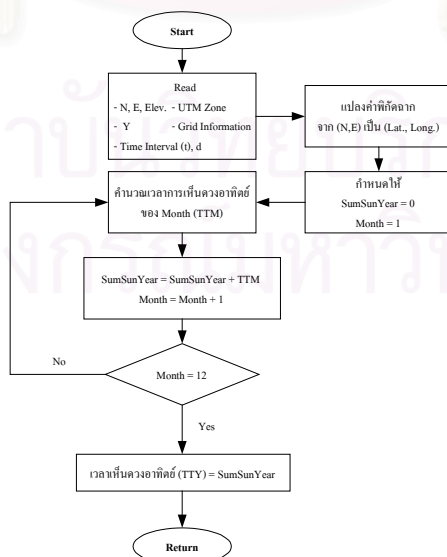 Start
Read
- N, E, Elev. - UTM Zone
- Y - Grid Information
- Time Interval (t), d
แปลงค่าพิกัดฉาก
จาก (N,E) เป็น (Lat., Long.)
กำหนดให้
SumSunYear = 0
Month = 1
คำนวณเวลาการเห็นดวงอาทิตย์
ของ Month (TTM)
SumSunYear = SumSunYear + TTM
Month = Month + 1
No
Month = 12
Yes
เวลาเห็นดวงอาทิตย์ (TTY) = SumSunYear
Return